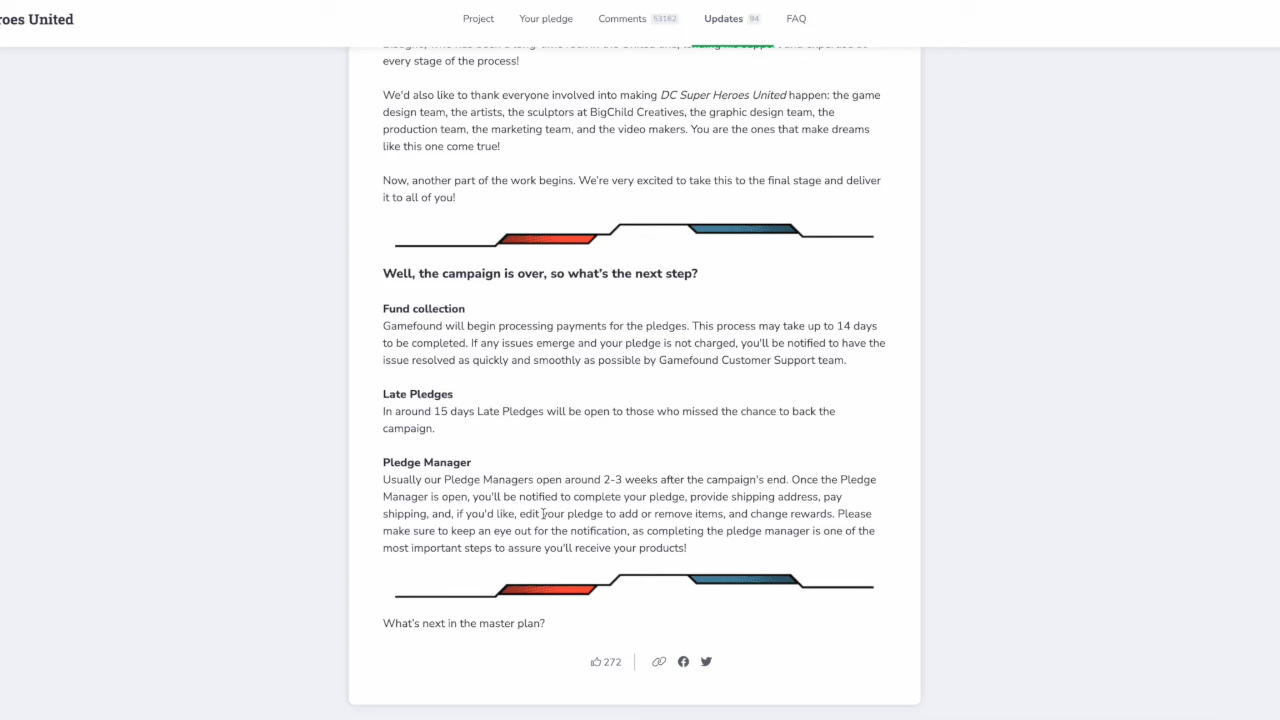 roes United
Project
Your pledge
Comments 53162
Updates 94
FAQ
every stage of the process!
We'd also like to thank everyone involved into making DC Super Heroes United happen: the game
design team, the artists, the sculptors at BigChild Creatives, the graphic design team, the
production team, the marketing team, and the video makers. You are the ones that make dreams
like this one come true!
Now, another part of the work begins. We're very excited to take this to the final stage and deliver
it to all of you!
Well, the campaign is over, so what's the next step?
Fund collection
Gamefound will begin processing payments for the pledges. This process may take up to 14 days
to be completed. If any issues emerge and your pledge is not charged, you'll be notified to have the
issue resolved as quickly and smoothly as possible by Gamefound Customer Support team.
Late Pledges
In around 15 days Late Pledges will be open to those who missed the chance to back the
campaign.
Pledge Manager
Usually our Pledge Managers open around 2-3 weeks after the campaign's end. Once the Pledge
Manager is open, you'll be notified to complete your pledge, provide shipping address, pay
shipping, and, if you'd like, edit your pledge to add or remove items, and change rewards. Please
make sure to keep an eye out for the notification, as completing the pledge manager is one of the
most important steps to assure you'll receive your products!
What's next in the master plan?
272